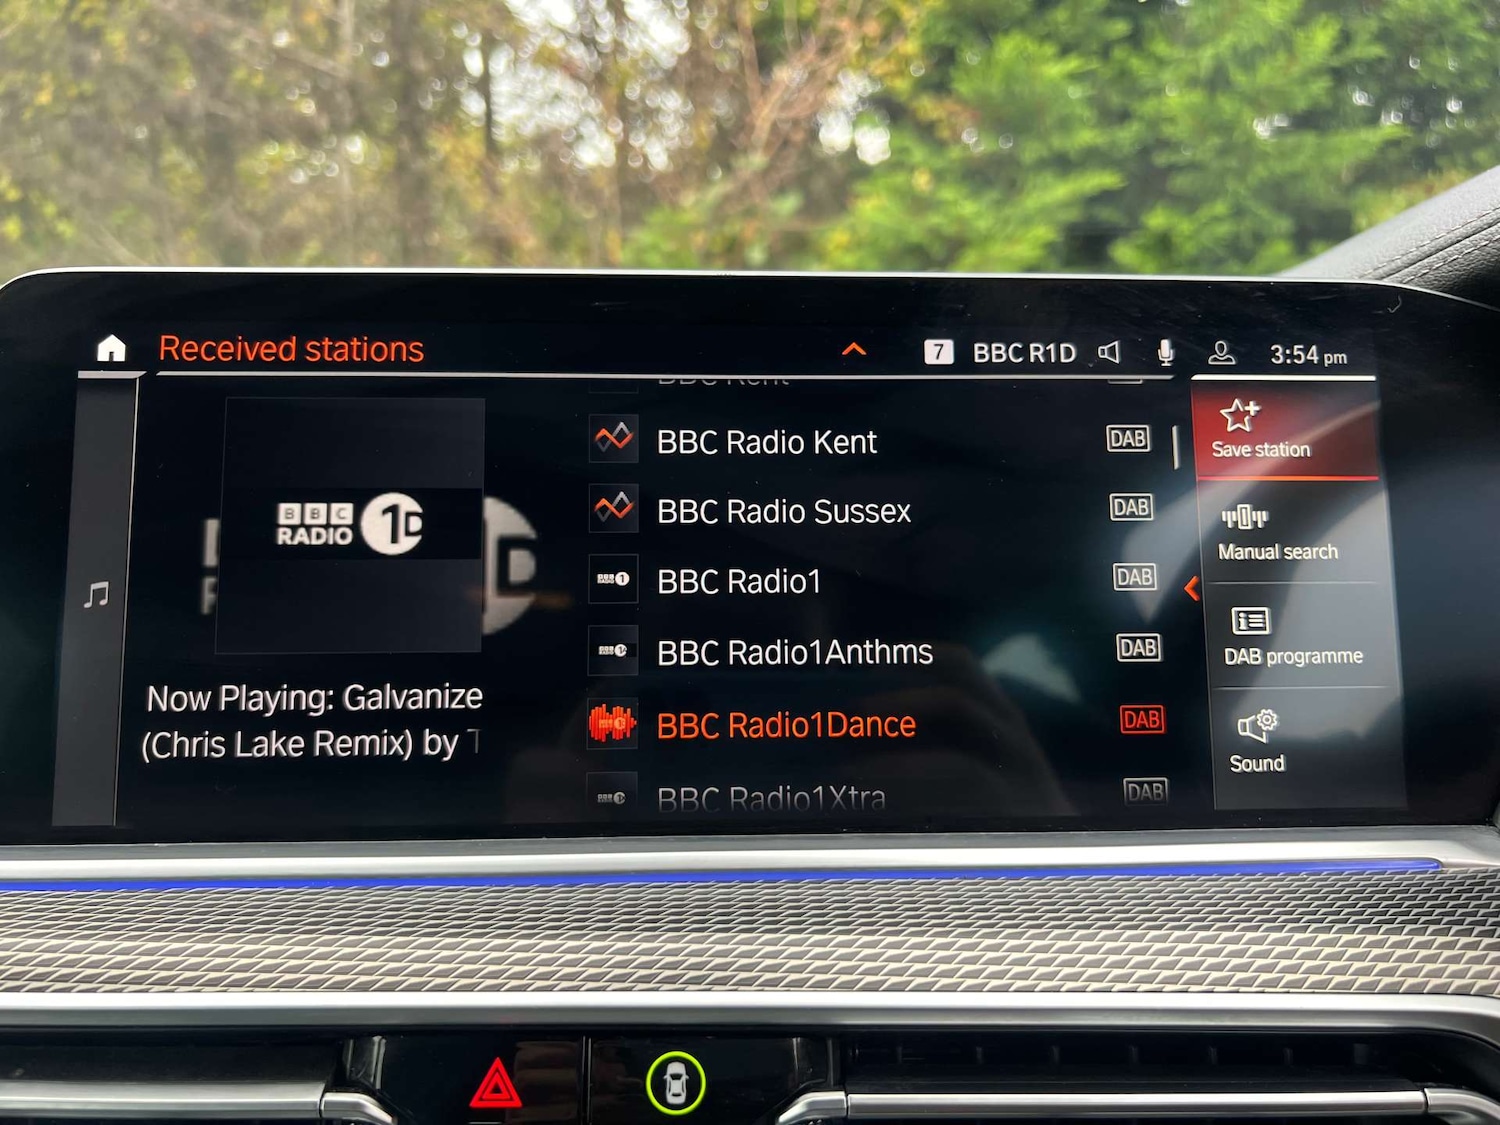 Received stations
7 BBC R1D 3:54 pm
BBC RADIO 1D
Now Playing: Galvanize
(Chris Lake Remix) by T
BBC Radio Kent DAB
BBC Radio Sussex DAB
BBC Radio1 DAB
BBC Radio1Anthms DAB
BBC Radio1Dance DAB
BBC Radio1Xtra DAB
Save station
Manual search
DAB programme
Sound